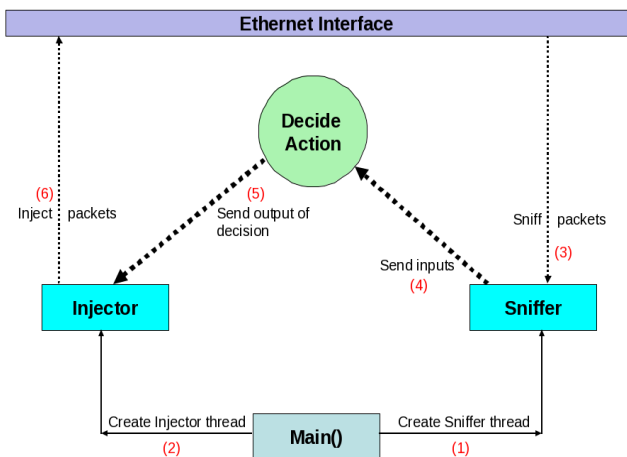 Ethernet Interface
Decide
Action
(6)
Inject packets
(5)
Send output of
decision
Sniff packets
(3)
Send inputs
(4)
Injector
Sniffer
Create Injector thread
(2)
Main()
Create Sniffer thread
(1)